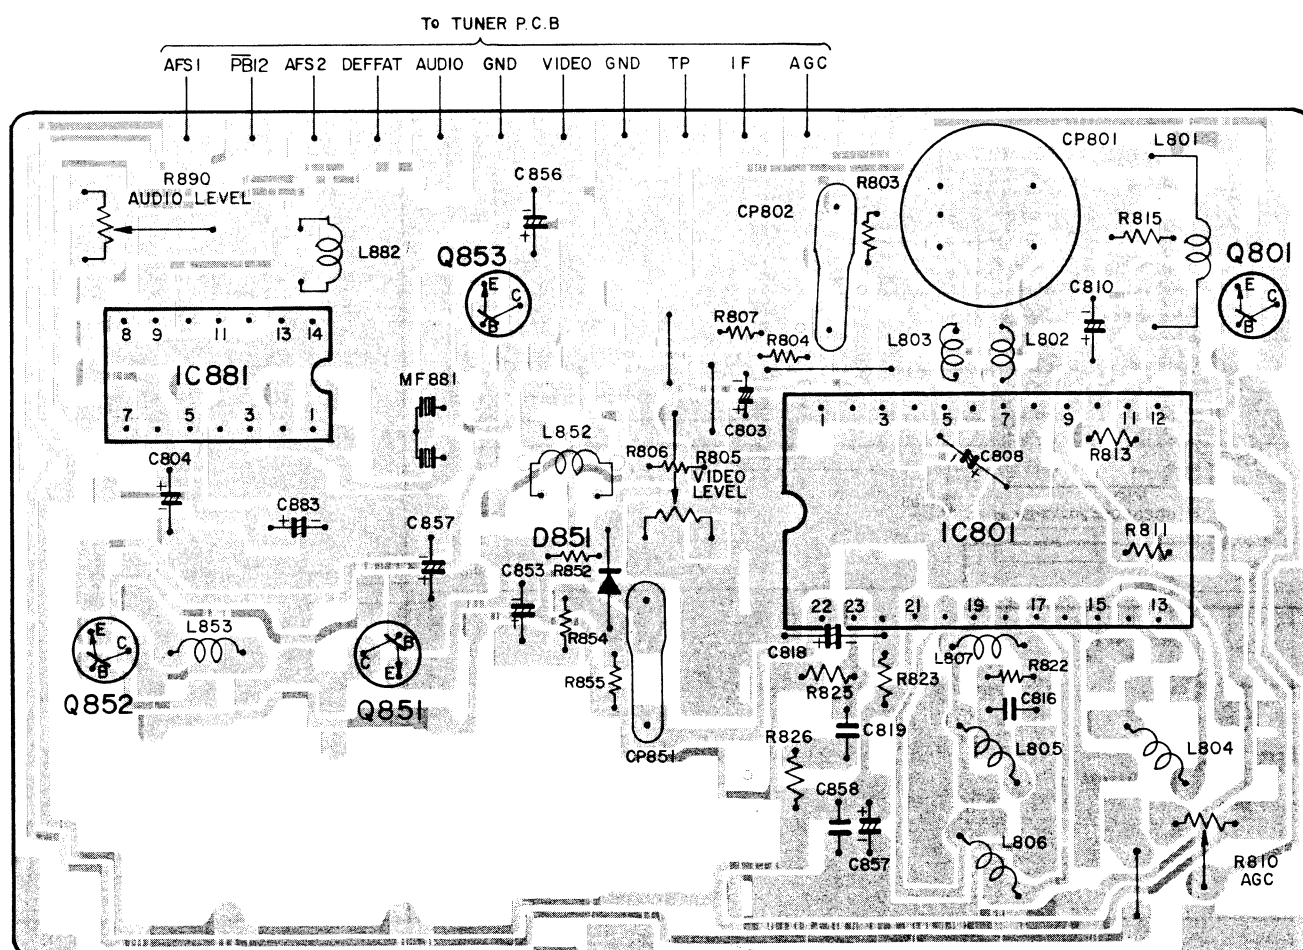 To TUNER P.C.B
AFS1 PB12 AFS2 DEFFAT AUDIO GND VIDEO GND TP IF AGC
R890
AUDIO LEVEL
L882
C856
Q853
E
C
B
CP802
R803
CP801
L801
R815
Q801
E
C
B
C810
R807
R804
L803
L802
8 9 11 13 14
IC881
7 5 3 1
MF881
C803
1 3 5 7 9 11 12
C808
R813
IC801
R811
22 23 21 19 17 15 13
L852
R806
R805
VIDEO
LEVEL
C804
+
-
C883
+ -
C857
-
+
D851
R852
C853
R854
R855
CP851
E
C
B
Q852
L853
B
C
E
Q851
C818
R825
R823
L807
R822
C816
C819
R826
L805
L804
C858
C857
L806
R810
AGC